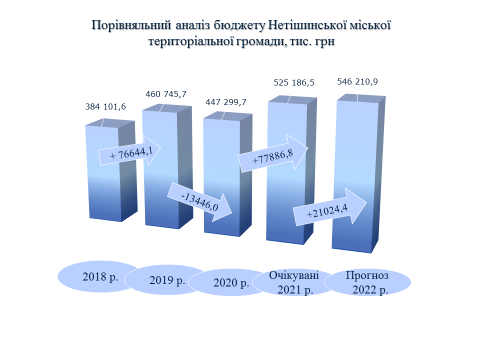 Порівняльний аналіз бюджету Нетішинської міської
територіальної громади, тис. грн
384 101,6
460 745,7
447 299,7
525 186,5
546 210,9
+ 76644,1
-13446,0
+77886,8
+21024,4
2018 р.
2019 р.
2020 р.
Очікувані
2021 р.
Прогноз
2022 р.